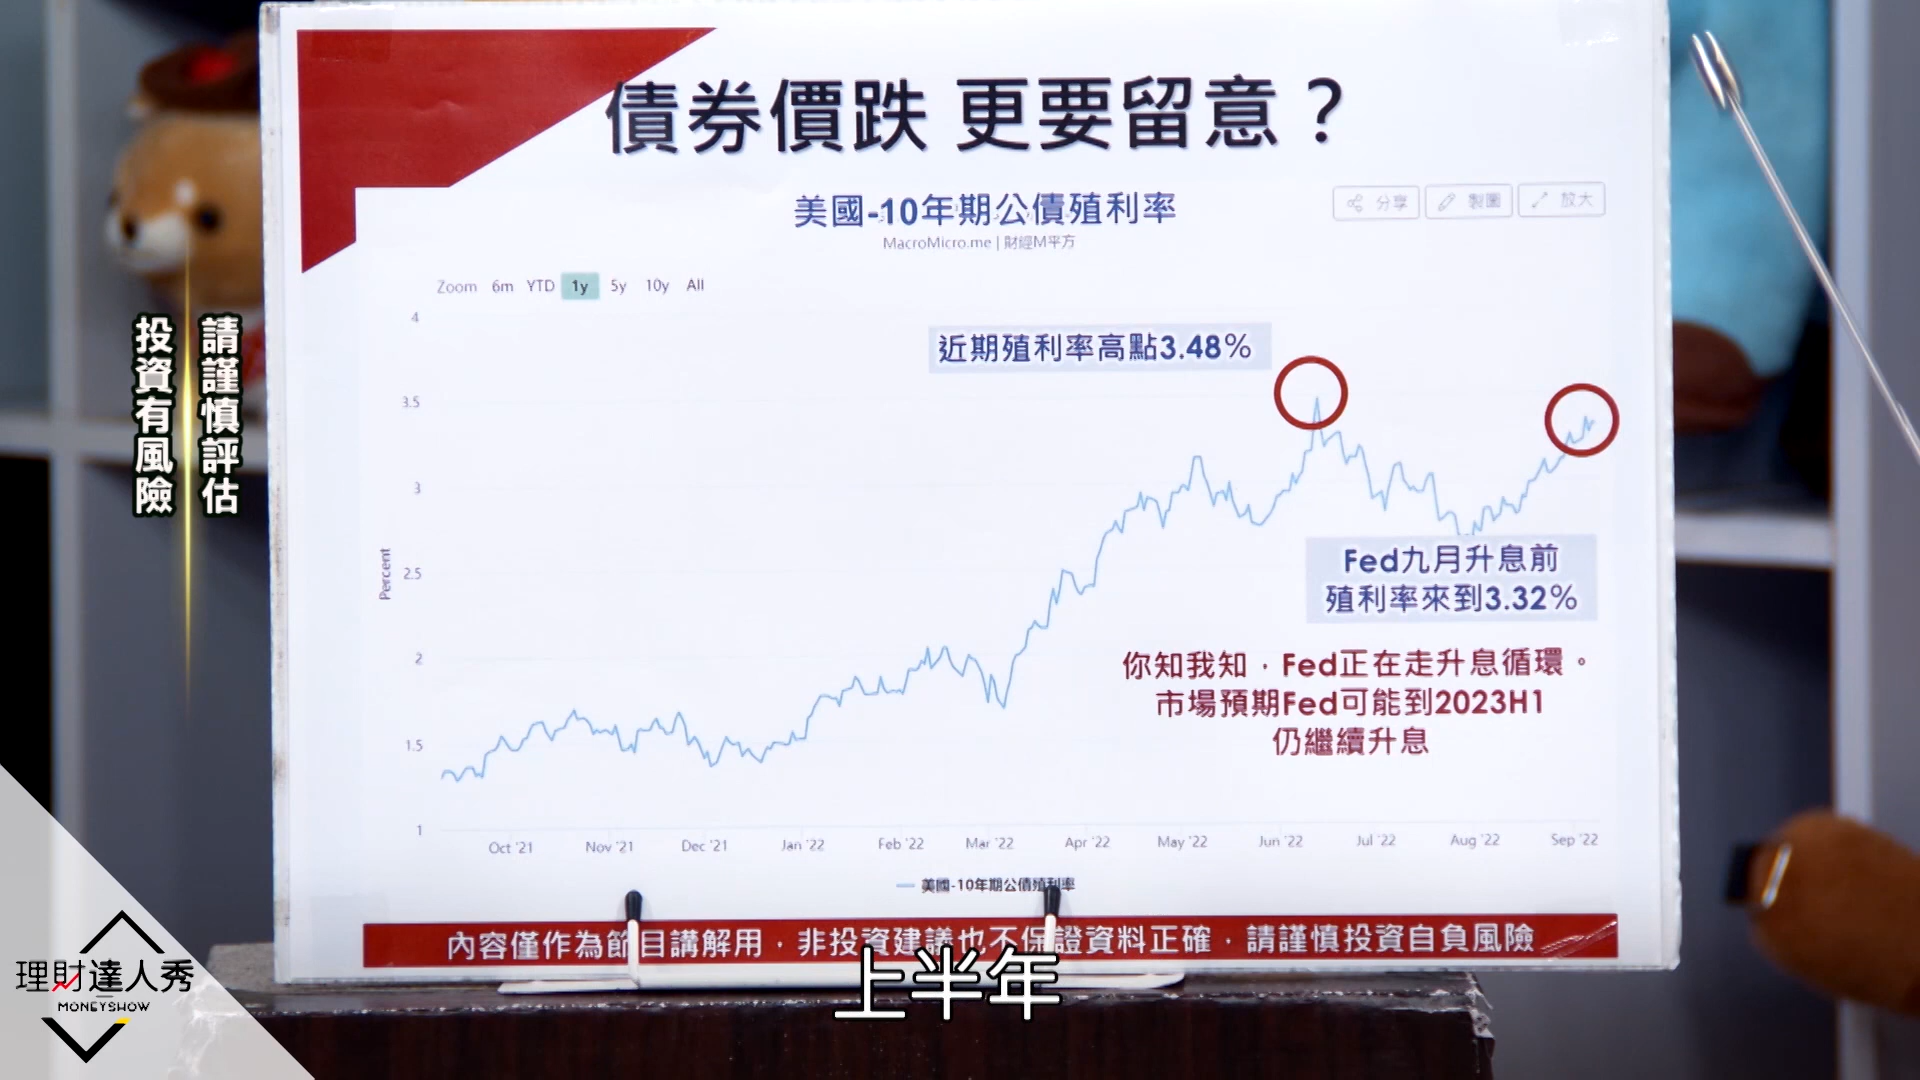 債券價跌 更要留意？
美國-10年期公債殖利率
MacroMicro.me | 財經M平方
分享 製圖 放大
Zoom 6m YTD 1y 5y 10y All
4
3.5
3
2.5
2
1.5
1
Percent
近期殖利率高點3.48%
Fed九月升息前
殖利率來到3.32%
你知我知，Fed正在走升息循環。
市場預期Fed可能到2023H1
仍繼續升息
Oct '21 Nov '21 Dec '21 Jan '22 Feb '22 Mar '22 Apr '22 May '22 Jun '22 Jul '22 Aug '22 Sep '22
美國-10年期公債殖利率
內容僅作為節目講解用，非投資建議也不保證資料正確，請謹慎投資自負風險
請謹慎評估
投資有風險
理財達人秀
MONEYSHOW
上半年